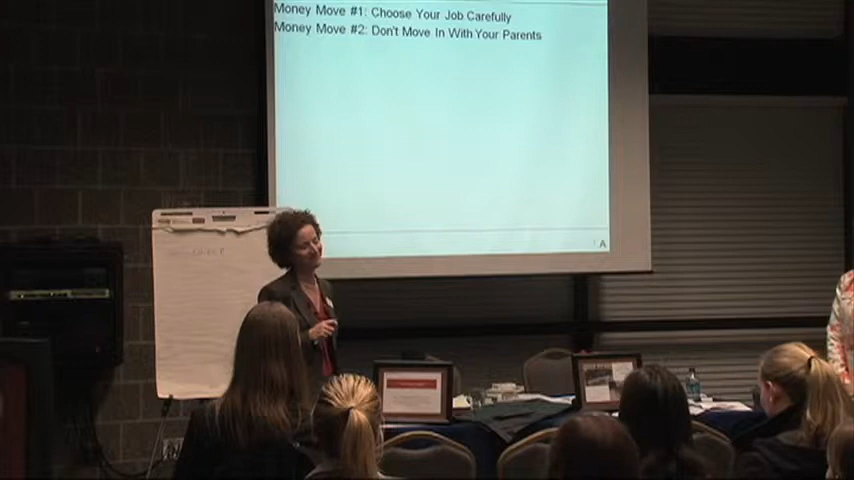 Money Move #1: Choose Your Job Carefully
Money Move #2: Don't Move In With Your Parents
A